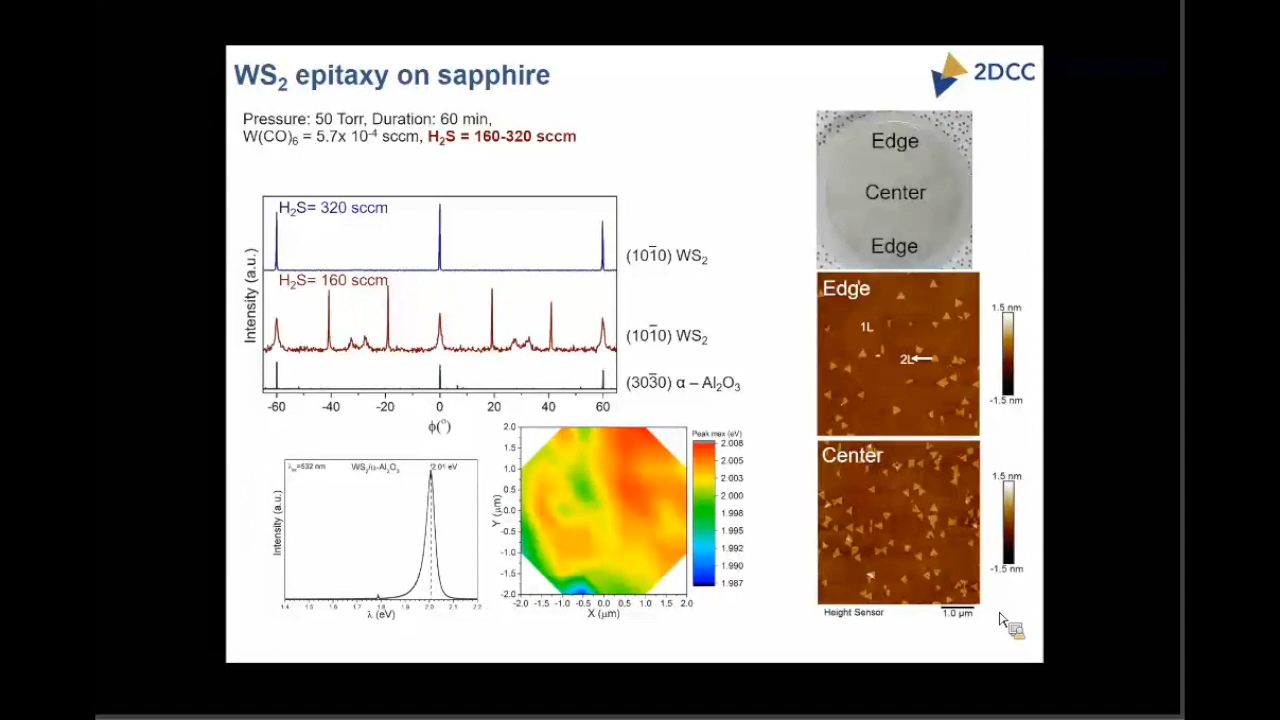 WS₂ epitaxy on sapphire
2DCC
Pressure: 50 Torr, Duration: 60 min,
W(CO)₆ = 5.7x 10⁻⁴ sccm, H₂S = 160-320 sccm
Edge
Center
Edge
H₂S= 320 sccm
(101̄0) WS₂
H₂S= 160 sccm
(101̄0) WS₂
(303̄0) α – Al₂O₃
Intensity (a.u.)
-60 -40 -20 0 20 40 60
ϕ(°)
Edge
1L
2L
1.5 nm
-1.5 nm
Center
1.5 nm
-1.5 nm
Height Sensor
1.0 µm
=532 nm
WS₂/α-Al₂O₃
2.01 eV
Intensity (a.u.)
1.4 1.5 1.6 1.7 1.8 1.9 2.0 2.1 2.2
λ (eV)
Y (µm)
2.0
1.5
1.0
0.5
0.0
-0.5
-1.0
-1.5
-2.0
-2.0 -1.5 -1.0 -0.5 0.0 0.5 1.0 1.5 2.0
X (µm)
Peak max (eV)
2.008
2.005
2.003
2.000
1.998
1.995
1.992
1.990
1.987